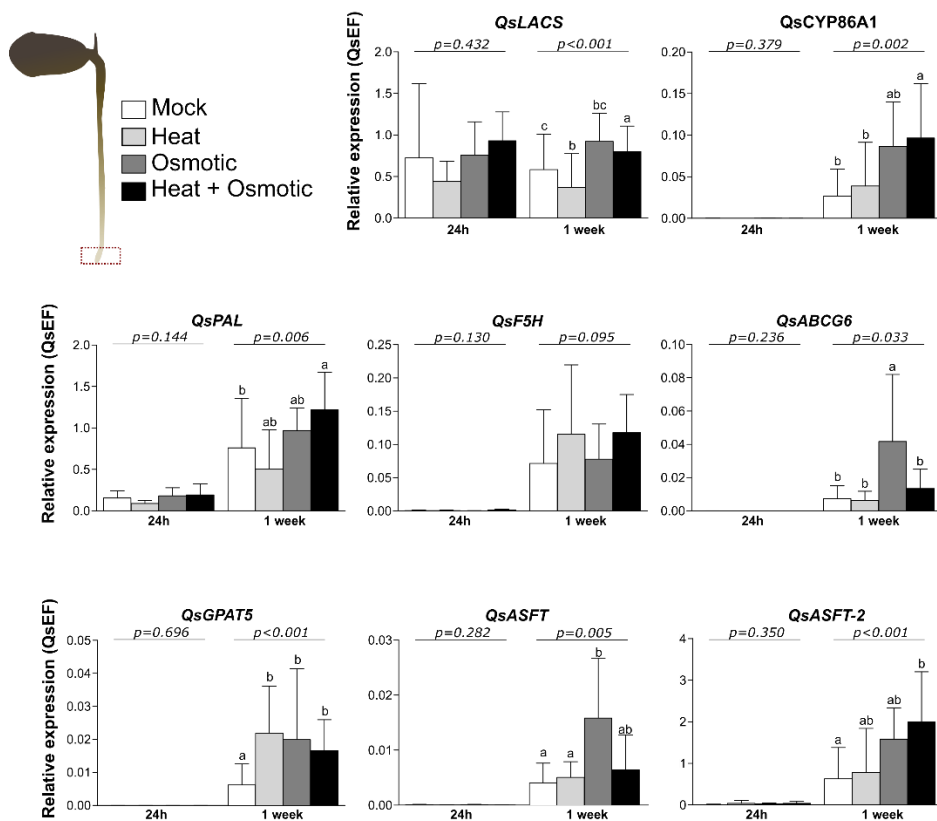 Mock
Heat
Osmotic
Heat + Osmotic
QsLACS
Relative expression (QsEF)
p=0.432
p<0.001
2.0
1.5
1.0
0.5
0.0
c
b
bc
a
24h
1 week
QsCYP86A1
p=0.379
p=0.002
0.20
0.15
0.10
0.05
0.00
b
b
ab
a
24h
1 week
QsPAL
Relative expression (QsEF)
p=0.144
p=0.006
2.0
1.5
1.0
0.5
0.0
b
ab
ab
a
24h
1 week
QsF5H
p=0.130
p=0.095
0.25
0.20
0.15
0.10
0.05
0.00
24h
1 week
QsABCG6
p=0.236
p=0.033
0.10
0.08
0.06
0.04
0.02
0.00
b
b
a
b
24h
1 week
QsGPAT5
Relative expression (QsEF)
p=0.696
p<0.001
0.05
0.04
0.03
0.02
0.01
0.00
a
b
b
b
24h
1 week
QsASFT
p=0.282
p=0.005
0.03
0.02
0.01
0.00
a
a
b
ab
24h
1 week
QsASFT-2
p=0.350
p<0.001
4
3
2
1
0
a
ab
ab
b
24h
1 week